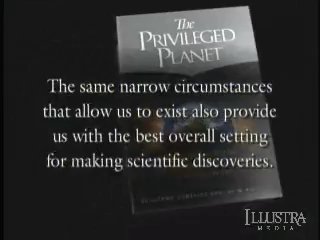 The
PRIVILEGED
PLANET
The same narrow circumstances
that allow us to exist also provide
us with the best overall setting
for making scientific discoveries.
ILLUSTRA
MEDIA